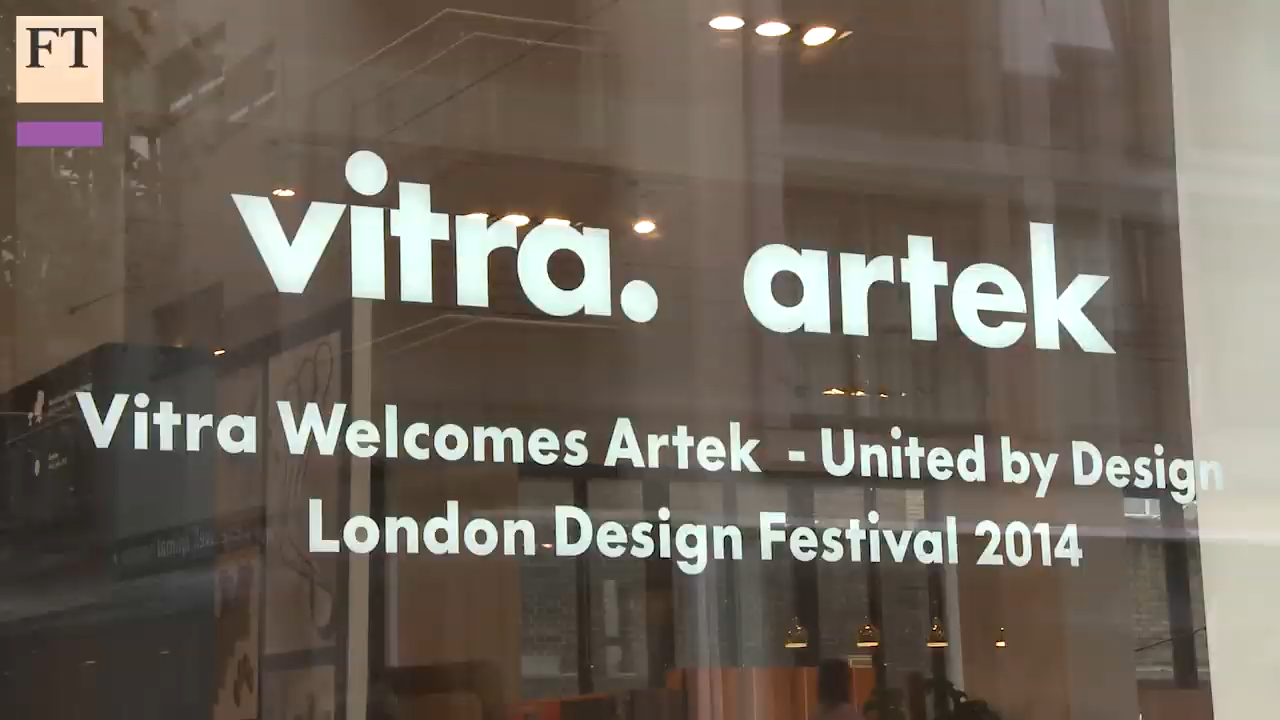 FT
vitra. artek
Vitra Welcomes Artek - United by Design
London Design Festival 2014